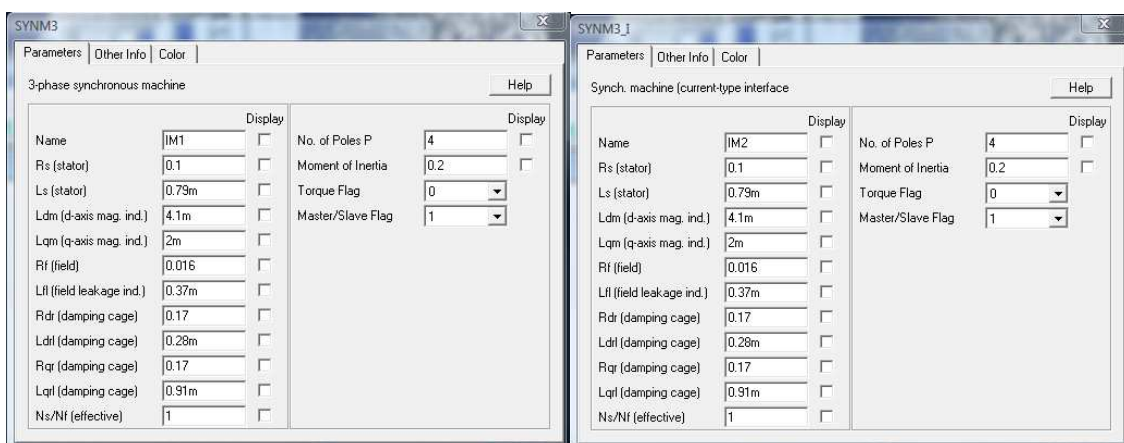 SYNM3
Parameters Other Info Color
3-phase synchronous machine Help
Display Display
Name IM1 No. of Poles P 4
Rs (stator) 0.1 Moment of Inertia 0.2
Ls (stator) 0.79m Torque Flag 0
Ldm (d-axis mag. ind.) 4.1m Master/Slave Flag 1
Lqm (q-axis mag. ind.) 2m
Rf (field) 0.016
Lfl (field leakage ind.) 0.37m
Rdr (damping cage) 0.17
Ldrl (damping cage) 0.28m
Rqr (damping cage) 0.17
Lqrl (damping cage) 0.91m
Ns/Nf (effective) 1
SYNM3_I
Parameters Other Info Color
Synch. machine (current-type interface Help
Display Display
Name IM2 No. of Poles P 4
Rs (stator) 0.1 Moment of Inertia 0.2
Ls (stator) 0.79m Torque Flag 0
Ldm (d-axis mag. ind.) 4.1m Master/Slave Flag 1
Lqm (q-axis mag. ind.) 2m
Rf (field) 0.016
Lfl (field leakage ind.) 0.37m
Rdr (damping cage) 0.17
Ldrl (damping cage) 0.28m
Rqr (damping cage) 0.17
Lqrl (damping cage) 0.91m
Ns/Nf (effective) 1